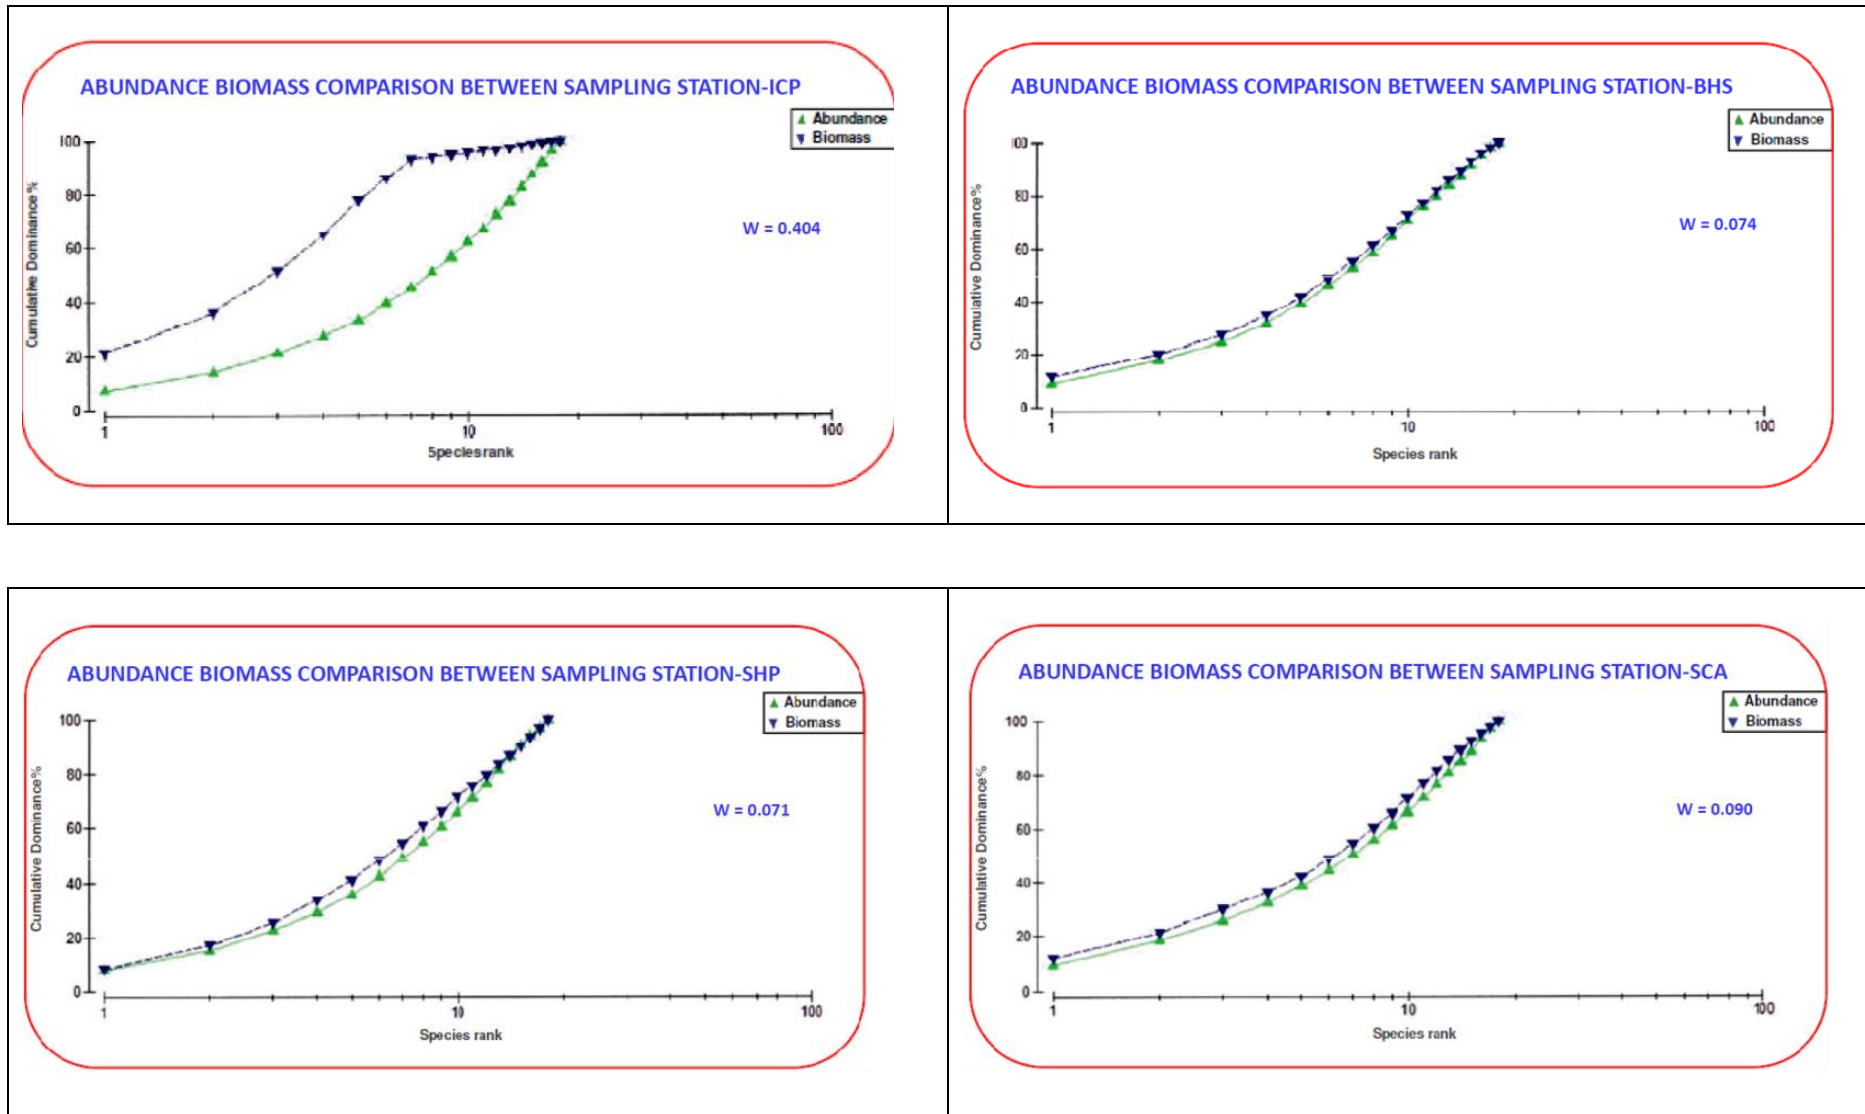 ABUNDANCE BIOMASS COMPARISON BETWEEN SAMPLING STATION-ICP
Abundance
Biomass
Cumulative Dominance%
100
80
60
40
20
0
W = 0.404
1
10
100
Species rank
ABUNDANCE BIOMASS COMPARISON BETWEEN SAMPLING STATION-BHS
Abundance
Biomass
Cumulative Dominance%
100
80
60
40
20
0
W = 0.074
1
10
100
Species rank
ABUNDANCE BIOMASS COMPARISON BETWEEN SAMPLING STATION-SHP
Abundance
Biomass
Cumulative Dominance%
100
80
60
40
20
0
W = 0.071
1
10
100
Species rank
ABUNDANCE BIOMASS COMPARISON BETWEEN SAMPLING STATION-SCA
Abundance
Biomass
Cumulative Dominance%
100
80
60
40
20
0
W = 0.090
1
10
100
Species rank